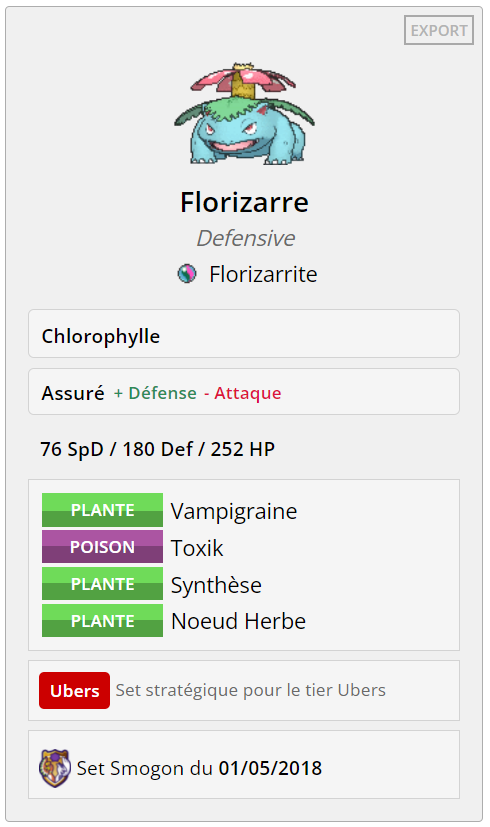 EXPORT
Florizarre
Defensive
Florizarrite
Chlorophylle
Assuré + Défense - Attaque
76 SpD / 180 Def / 252 HP
PLANTE Vampigraine
POISON Toxik
PLANTE Synthèse
PLANTE Noeud Herbe
Ubers Set stratégique pour le tier Ubers
Set Smogon du 01/05/2018